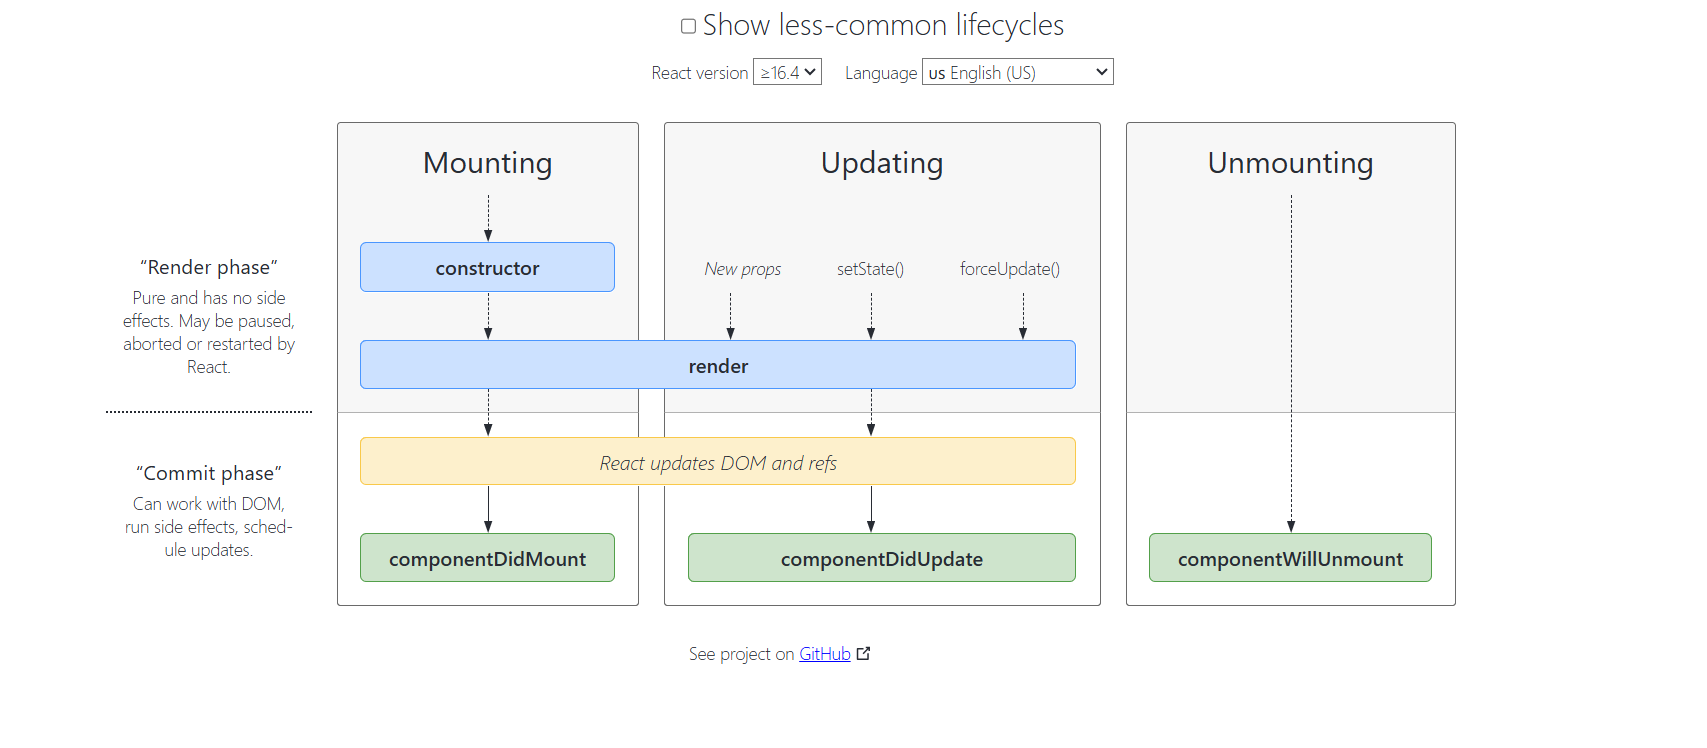 Show less-common lifecycles
React version ≥16.4 Language us English (US)
Mounting Updating Unmounting
“Render phase”
Pure and has no side
effects. May be paused,
aborted or restarted by
React.
constructor
New props setState() forceUpdate()
render
“Commit phase”
Can work with DOM,
run side effects, sched-
ule updates.
React updates DOM and refs
componentDidMount componentDidUpdate componentWillUnmount
See project on GitHub